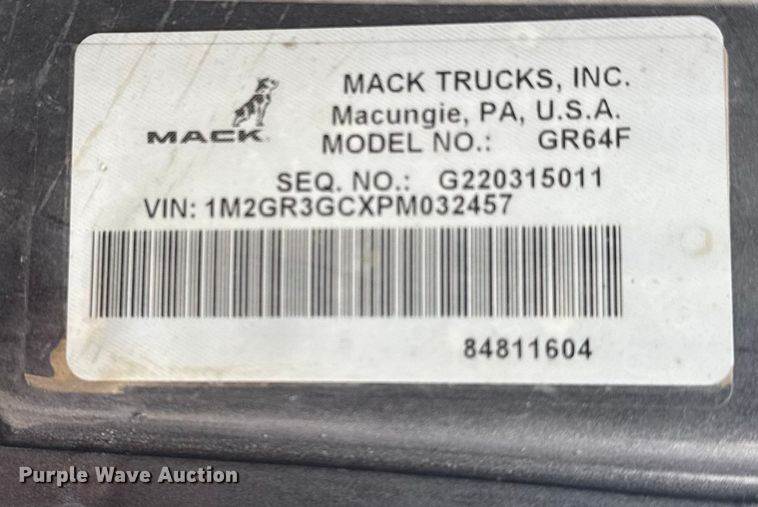 MACK TRUCKS, INC.
MACK
Macungie, PA, U.S.A.
MODEL NO.: GR64F
SEQ. NO.: G220315011
VIN: 1M2GR3GCXPM032457
84811604
Purple Wave Auction